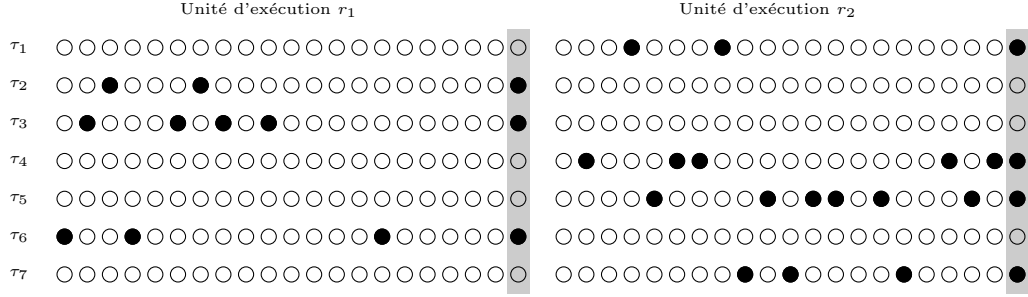 Unité d'exécution r₁ Unité d'exécution r₂
τ₁
τ₂
τ₃
τ₄
τ₅
τ₆
τ₇